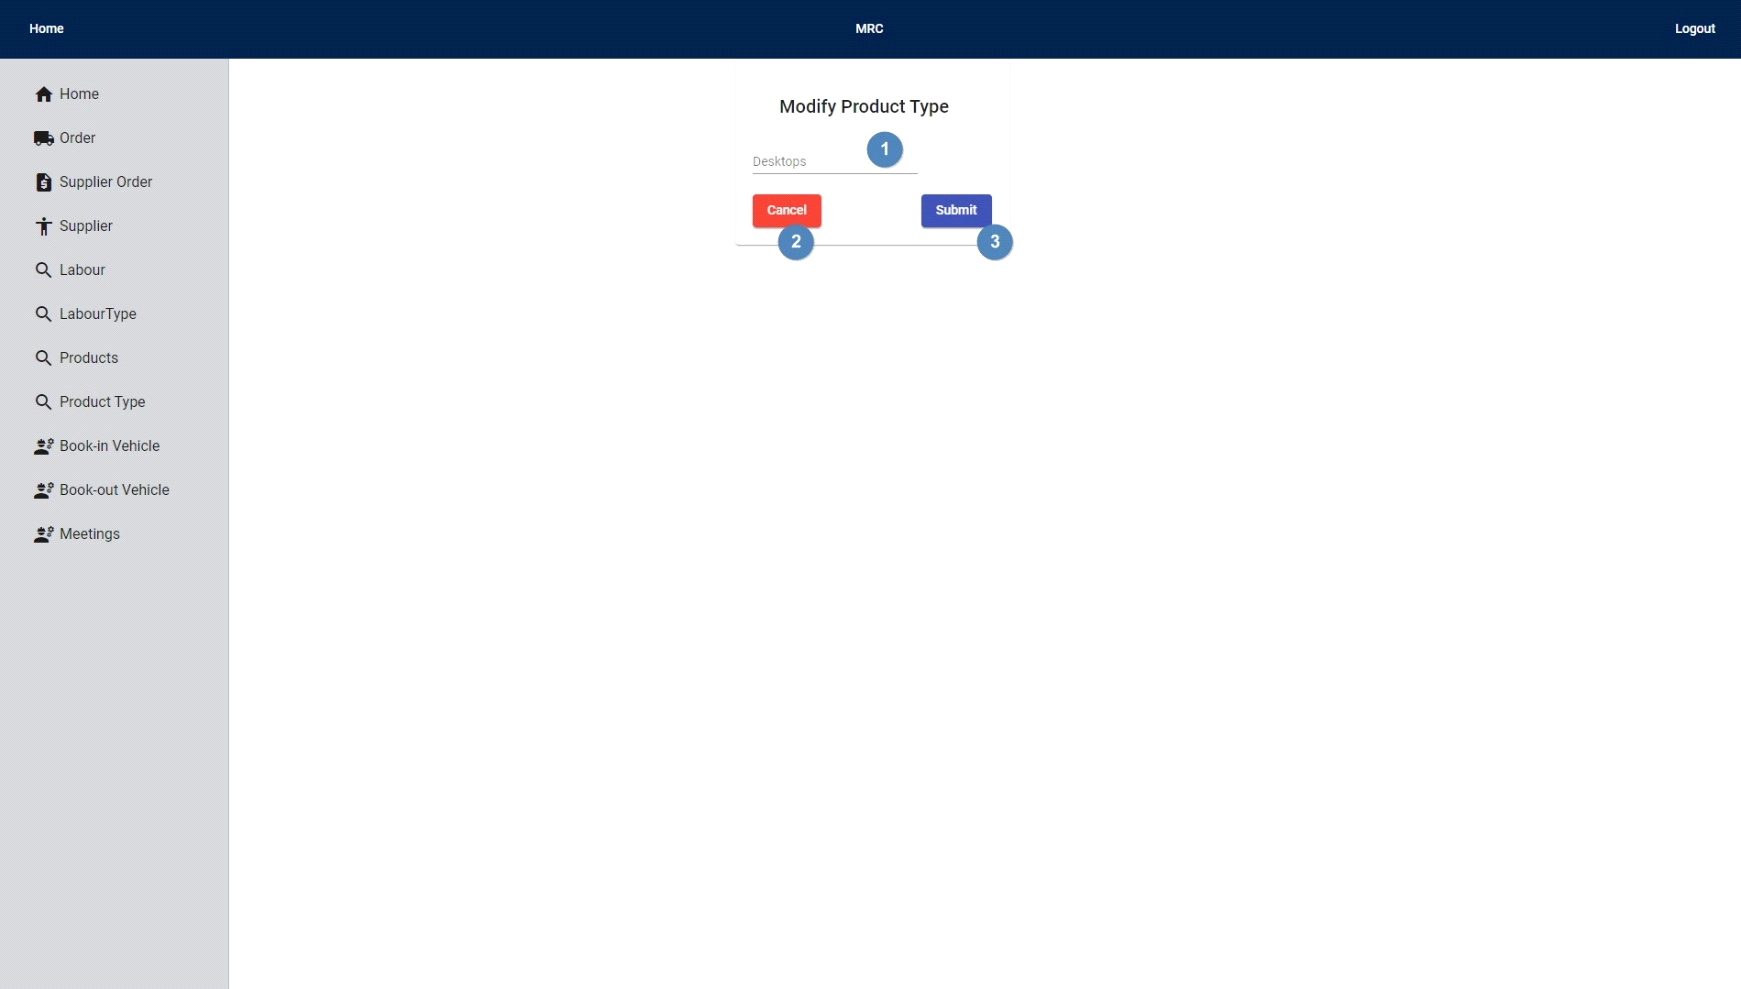 Home
MRC
Logout
Home
Order
Supplier Order
Supplier
Labour
LabourType
Products
Product Type
Book-in Vehicle
Book-out Vehicle
Meetings
Modify Product Type
1
Desktops
Cancel
Submit
2
3